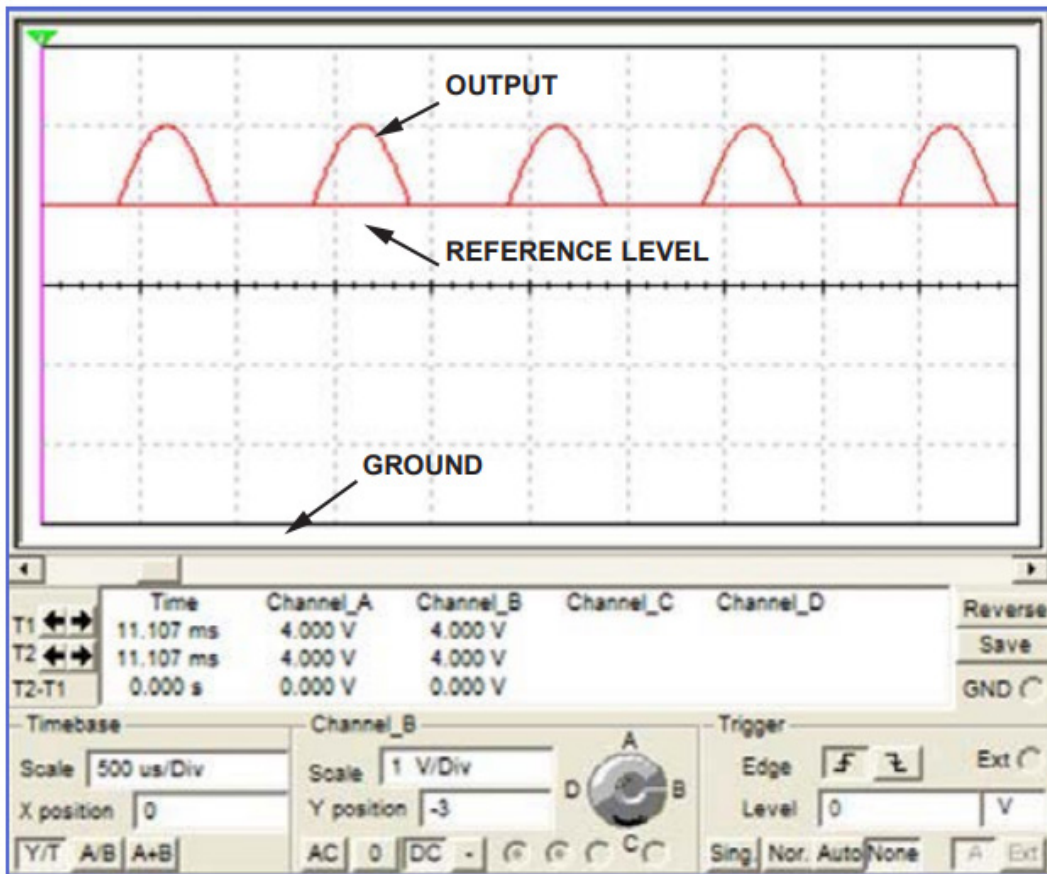 OUTPUT
REFERENCE LEVEL
GROUND
Time Channel_A Channel_B Channel_C Channel_D
T1 11.107 ms 4.000 V 4.000 V
T2 11.107 ms 4.000 V 4.000 V
T2-T1 0.000 s 0.000 V 0.000 V
Reverse
Save
GND
Timebase
Scale 500 us/Div
X position 0
Y/T A/B A+B
Channel_B
Scale 1 V/Div
Y position -3
AC 0 DC -
A
B
C
D
Trigger
Edge Ext
Level 0 V
Sing. Nor. Auto None A Ext